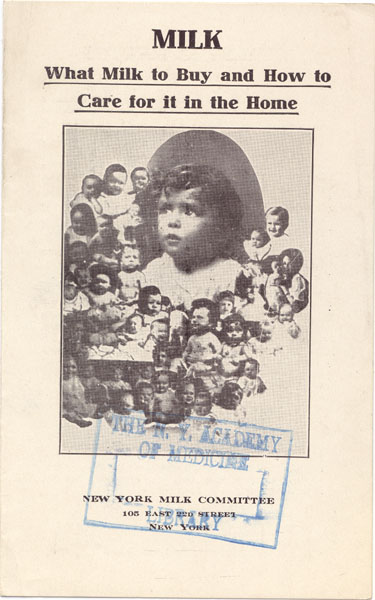 MILK
What Milk to Buy and How to
Care for it in the Home
THE N. Y. ACADEMY
OF MEDICINE
NEW YORK MILK COMMITTEE
105 EAST 22D STREET
NEW YORK
LIBRARY